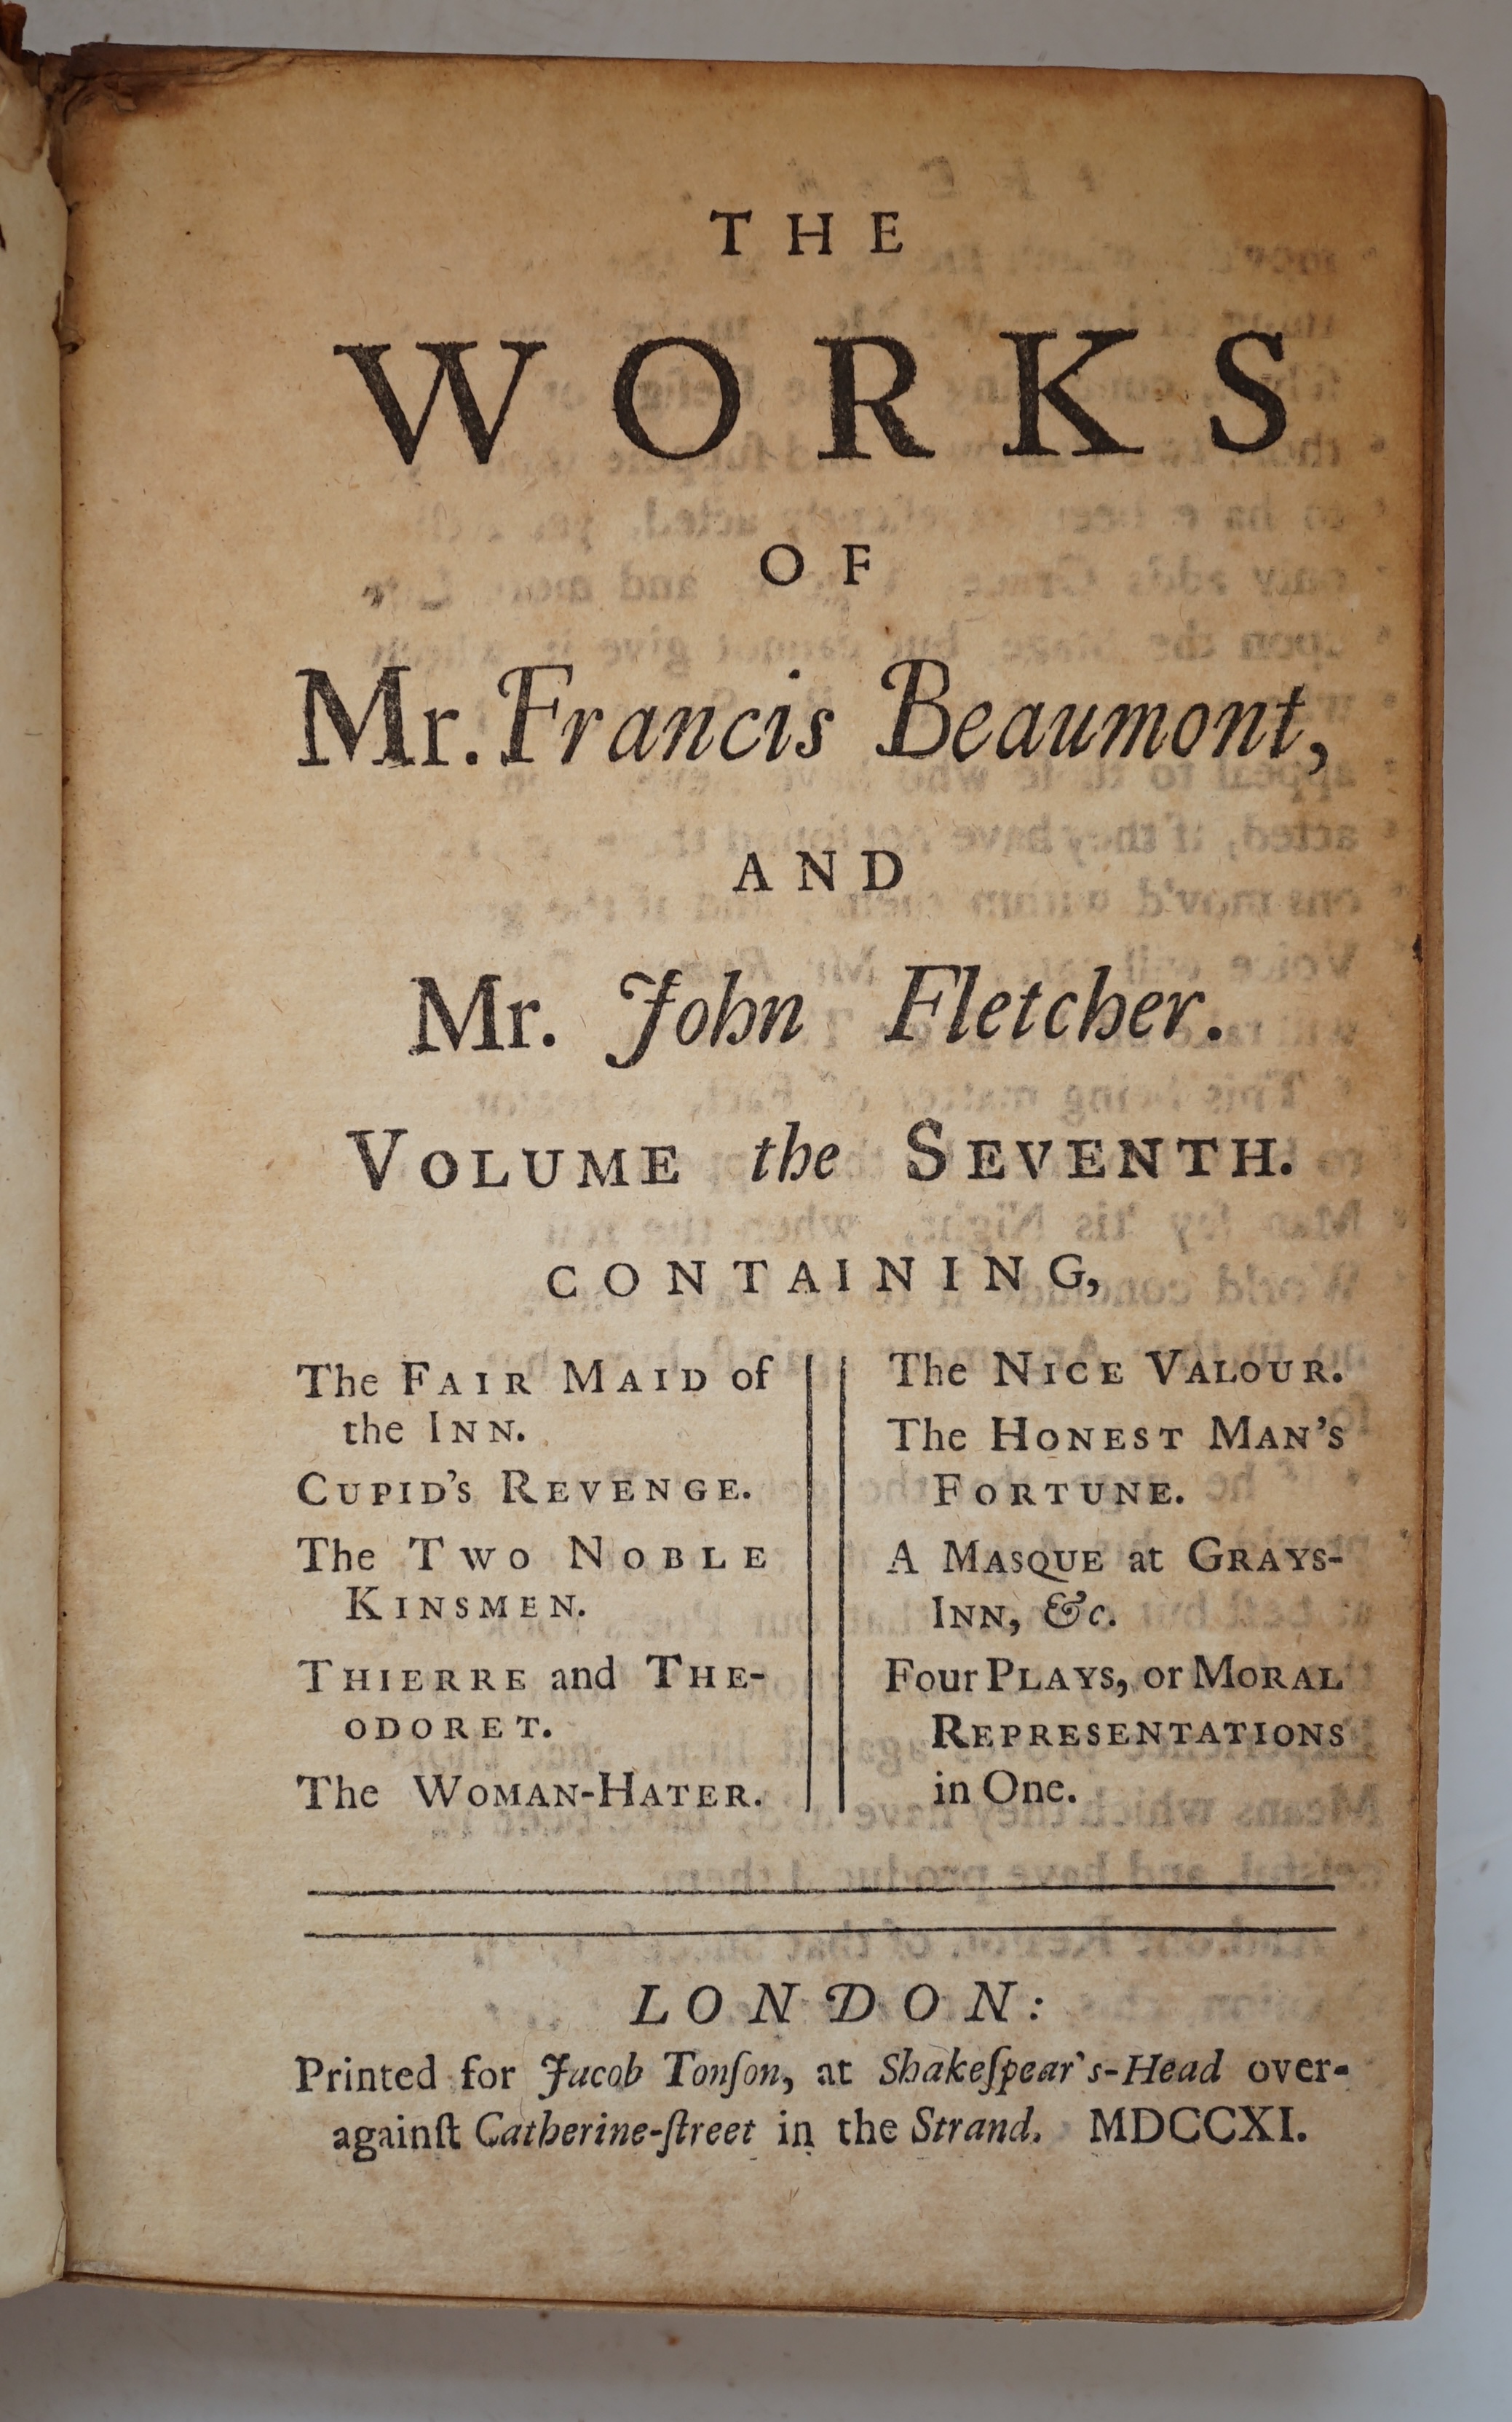 THE
WORKS
OF
Mr. Francis Beaumont,
AND
Mr. John Fletcher.
VOLUME the SEVENTH.
CONTAINING,
The FAIR MAID of
the INN.
CUPID'S REVENGE.
The TWO NOBLE
KINSMEN.
THIERRE and THE-
ODORET.
The WOMAN-HATER.
The NICE VALOUR.
The HONEST MAN'S
FORTUNE.
A MASQUE at GRAYS-
INN, &c.
Four PLAYS, or MORAL
REPRESENTATIONS
in One.
LONDON:
Printed for Jacob Tonſon, at Shakeſpear's-Head over-
againſt Catherine-ſtreet in the Strand. MDCCXI.